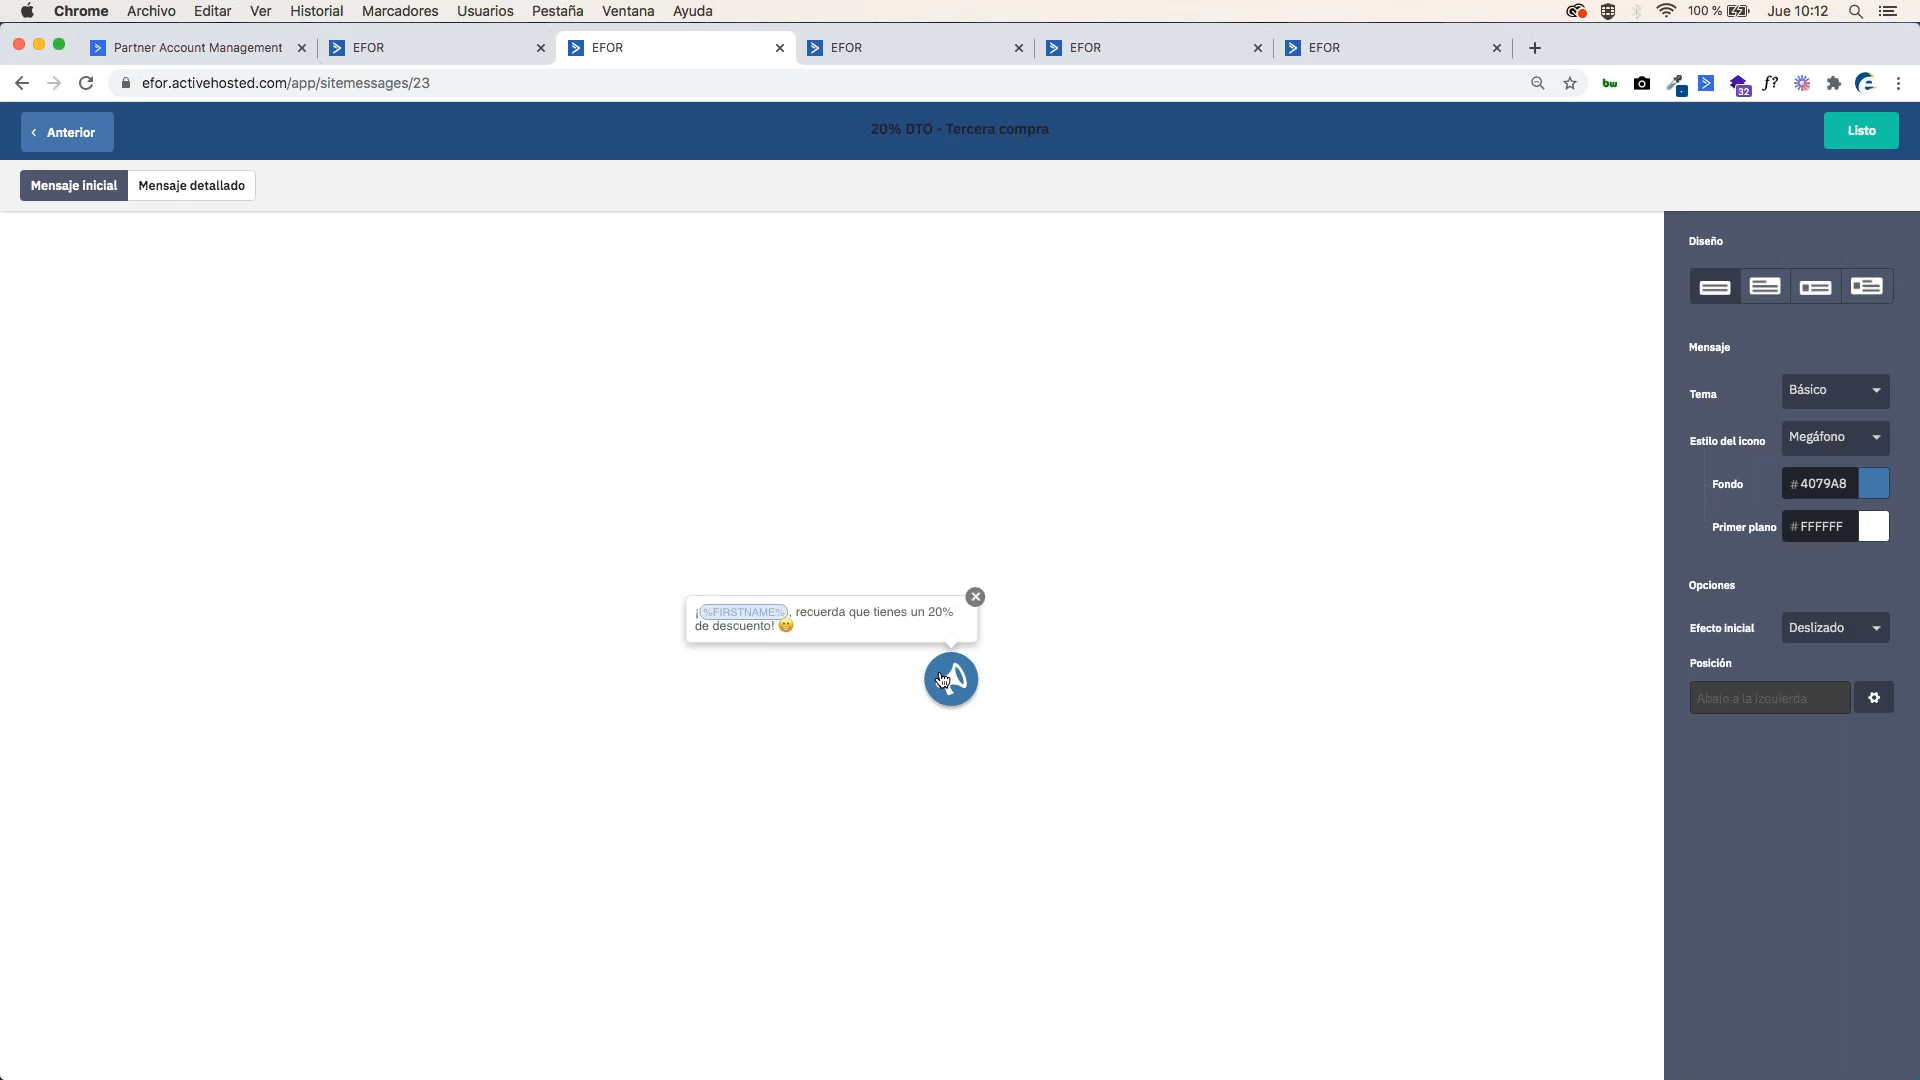 Chrome Archivo Editar Ver Historial Marcadores Usuarios Pestaña Ventana Ayuda 100 % Jue 10:12
Partner Account Management EFOR EFOR EFOR EFOR EFOR
efor.activehosted.com/app/sitemessages/23 bw 32 f?
Anterior 20% DTO - Tercera compra Listo
Mensaje inicial Mensaje detallado
Diseño
Mensaje
Tema Básico
Estilo del icono Megáfono
Fondo # 4079A8
Primer plano # FFFFFF
Opciones
Efecto inicial Deslizado
Posición
Abajo a la izquierda
¡%FIRSTNAME%, recuerda que tienes un 20%
de descuento! 😁